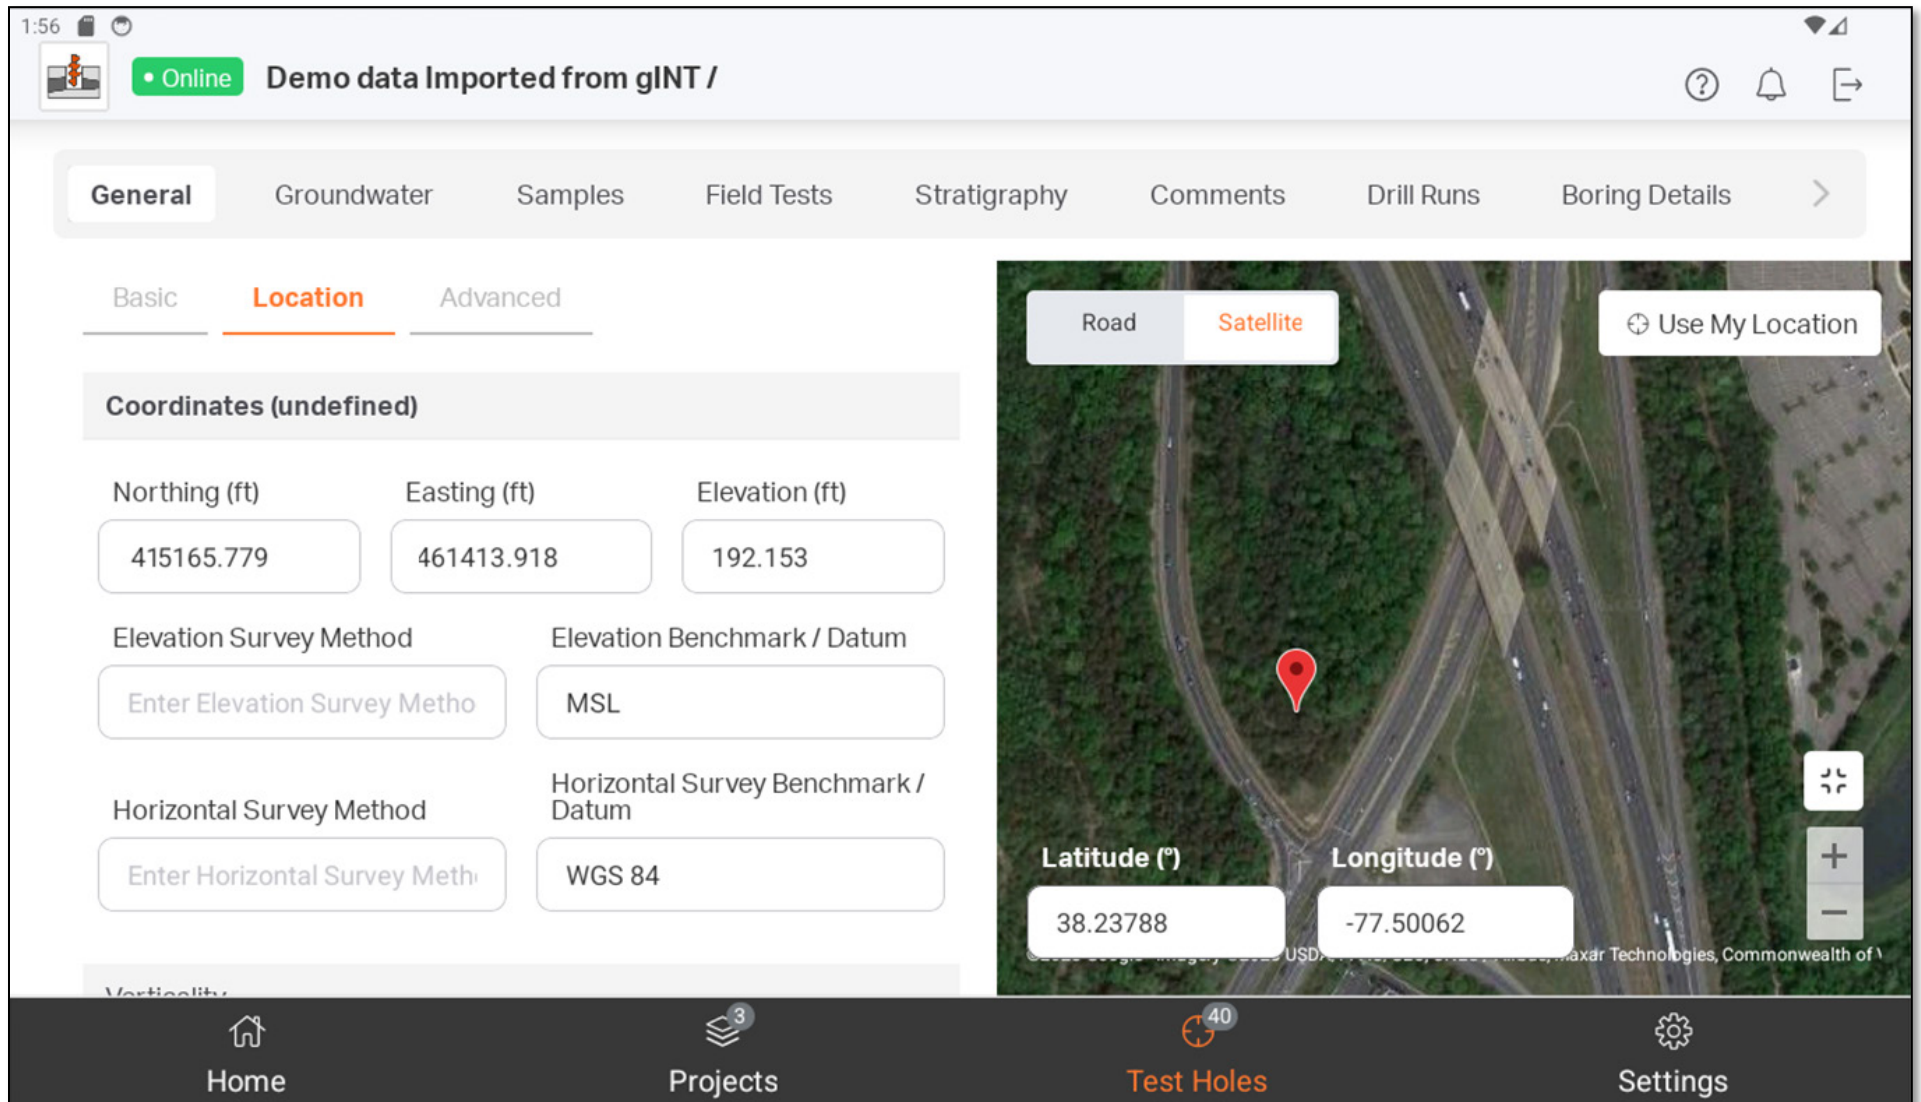 1:56
Online
Demo data Imported from gINT /
General Groundwater Samples Field Tests Stratigraphy Comments Drill Runs Boring Details
Basic Location Advanced
Road Satellite
Use My Location
Coordinates (undefined)
Northing (ft) Easting (ft) Elevation (ft)
415165.779 461413.918 192.153
Elevation Survey Method Elevation Benchmark / Datum
Enter Elevation Survey Metho MSL
Horizontal Survey Method
Horizontal Survey Benchmark /
Datum
Enter Horizontal Survey Meth WGS 84
Latitude (°) Longitude (°)
38.23788 -77.50062
Technologies, Commonwealth of
Verticality
3 40
Home Projects Test Holes Settings